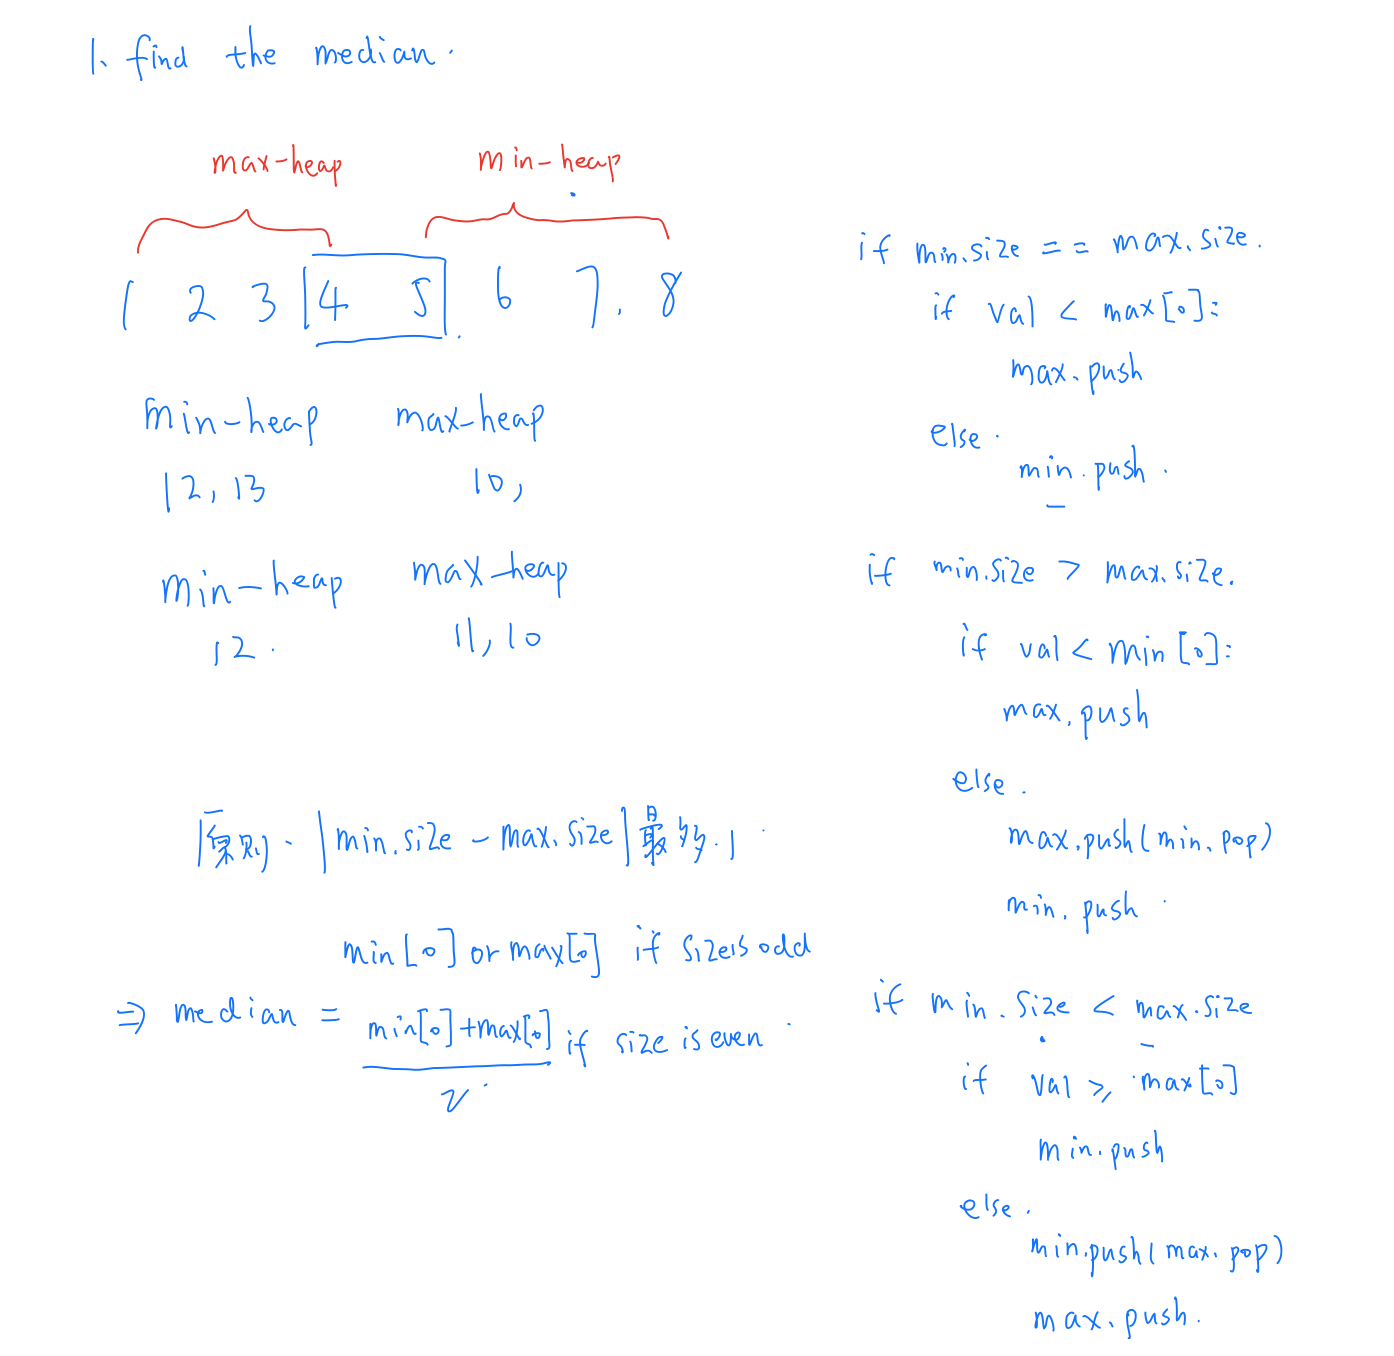 1. find the median.
max-heap min-heap
1 2 3 4 5 6 7. 8
min-heap max-heap
12, 13 10,
min-heap max-heap
12. 11, 10
原则. |min.size - max.size| 最多.1
min[0] or max[0] if size is odd
⇒ median =
min[0]+max[0] if size is even
2
if min.size == max.size.
if val < max[0]:
max.push
else.
min.push.
if min.size > max.size.
if val < min[0]:
max.push
else.
max.push(min.pop)
min.push
if min.size < max.size
if val ≥ max[0]
min.push
else.
min.push(max.pop)
max.push.